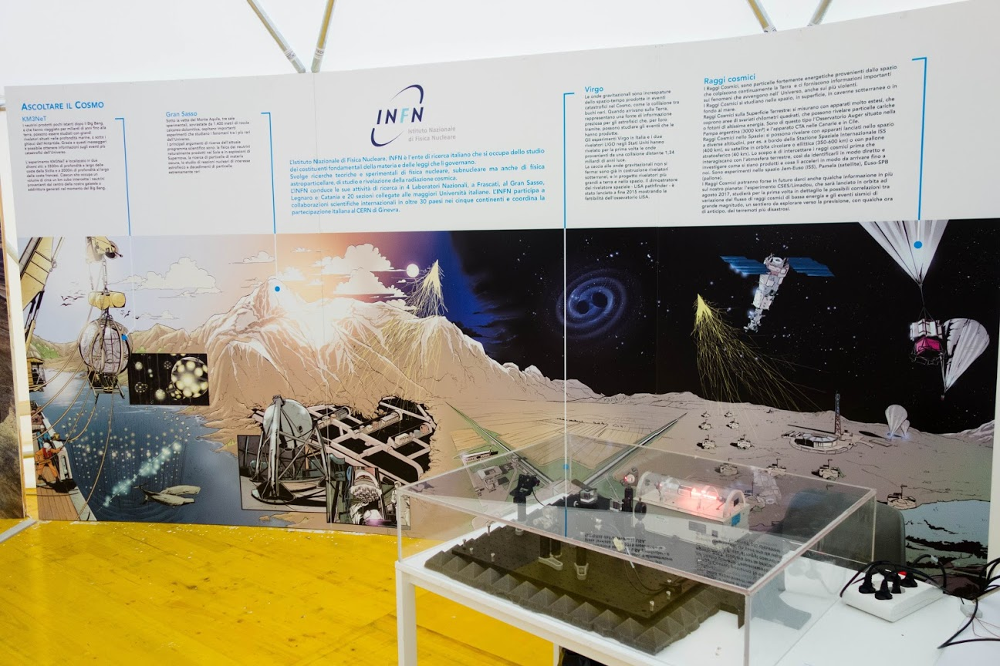 ASCOLTARE IL COSMO
KM3NeT
I neutrini prodotti pochi istanti dopo il Big Bang,
e che hanno viaggiato per miliardi di anni fino alla
terra, possono essere studiati con grandi
rivelatori situati nelle profondità marine, o sotto i
ghiacci dell'Antartide. Grazie a questi messaggeri
è possibile ottenere informazioni sugli eventi più
catastrofici dell'Universo.
L'esperimento KM3NeT è localizzato in due
diversi siti: a 3500m di profondità a largo delle
coste della Sicilia e a 2500m di profondità al largo
delle coste francesi. Ciascun sito occupa un
volume di circa un km cubo: intercetta i neutrini
provenienti dal centro della nostra galassia o
addirittura generati nel momento del Big Bang.
Gran Sasso
Sotto la vetta del Monte Aquila, tre sale
sperimentali, sovrastate da 1 400 metri di roccia
calcareo-dolomitica, ospitano importanti
esperimenti che studiano i fenomeni tra i più rari
dell'Universo.
I principali argomenti di ricerca dell'attuale
programma scientifico sono: la fisica dei neutrini
naturalmente prodotti nel Sole e in esplosioni di
Supernova, la ricerca di particelle di materia
oscura, lo studio di reazioni nucleari di interesse
astrofisico e decadimenti di particelle
estremamente rari
INFN
Istituto Nazionale
di Fisica Nucleare
L'Istituto Nazionale di Fisica Nucleare, INFN è l'ente di ricerca italiano che si occupa dello studio
dei costituenti fondamentali della materia e delle leggi che li governano.
Svolge ricerche teoriche e sperimentali di fisica nucleare, subnucleare ma anche di fisica
astroparticellare, di studio e rivelazione della radiazione cosmica.
L'INFN conduce le sue attività di ricerca in 4 Laboratori Nazionali, a Frascati, al Gran Sasso,
Legnaro e Catania e 20 sezioni collegate alle maggiori Università italiane. L'INFN participa a
collaborazioni scientifiche internazionali in oltre 30 paesi nei cinque continenti e coordina la
partecipazione italiana al CERN di Ginevra.
Virgo
Le onde gravitazionali sono increspature
dello spazio-tempo prodotte in eventi
catastrofici nel Cosmo, come la collisione tra
buchi neri. Quando arrivano sulla Terra,
rappresentano una fonte di informazione
preziosa per gli astrofisici che, per loro
tramite, possono studiare gli eventi che le
hanno prodotte.
Gli esperimenti Virgo in Italia e i due
rivelatori LIGO negli Stati Uniti hanno
rivelato per la prima volta le onde
provenienti da una collisione distante 1,34
miliardi di anni luce.
La caccia alle onde gravitazionali non si
ferma: sono già in costruzione rivelatori
sotterranei, e in progetto rivelatori più
grandi a terra e nello spazio. Il dimostratore
del rivelatore spaziale - LISA pathfinder - è
stato lanciato a fine 2015 mostrando la
fattibilità dell'osservatorio LISA.
Raggi cosmici
I Raggi Cosmici, sono particelle fortemente energetiche provenienti dallo spazio
che colpiscono continuamente la Terra e ci forniscono informazioni importanti
sui fenomeni che avvengono nell' Universo, anche sui più violenti.
I Raggi Cosmici si studiano nello spazio, in superficie, in caverne sotterranee o in
fondo al mare.
Raggi Cosmici sulla Superficie Terrestre: si misurano con apparati molto estesi, che
coprono aree di svariati chilometri quadrati, che possono rivelare particelle cariche
o fotoni di altissima energia. Sono di questo tipo l'Osservatorio Auger situato nella
Pampa argentina (3000 km²) e l'apparato CTA nelle Canarie e in Cile.
Raggi Cosmici nello Spazio: si possono rivelare con apparati lanciati nello spazio
a diverse altitudini, per es. a bordo della Stazione Spaziale Internazionale ISS
(400 km), su satellite in orbita circolare o ellittica (350-600 km) o con pallone
stratosferico (40 km). Lo scopo è di intercettare i raggi cosmici prima che
interagiscano con l'atmosfera terrestre, così da identificarli in modo diretto e
investigare come si siano prodotti e cosa li acceleri in modo da arrivare fino a
noi. Sono esperimenti nello spazio Jem-Euso (ISS), Pamela (satellite), Euso-SPB
(pallone).
I Raggi Cosmici potranno forse in futuro darci anche qualche informazione in più
sul nostro pianeta: l'esperimento CSES/Limadou, che sarà lanciato in orbita ad
agosto 2017, studierà per la prima volta in dettaglio le possibili correlazioni tra
variazione del flusso di raggi cosmici di bassa energia e gli eventi sismici di
grande magnitudo, un sentiero da esplorare verso la previsione, con qualche ora
di anticipo, dei terremoti più disastrosi.